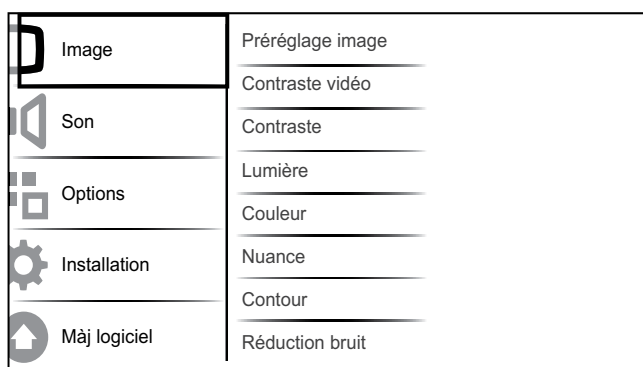 Image
Son
Options
Installation
Màj logiciel
Préréglage image
Contraste vidéo
Contraste
Lumière
Couleur
Nuance
Contour
Réduction bruit